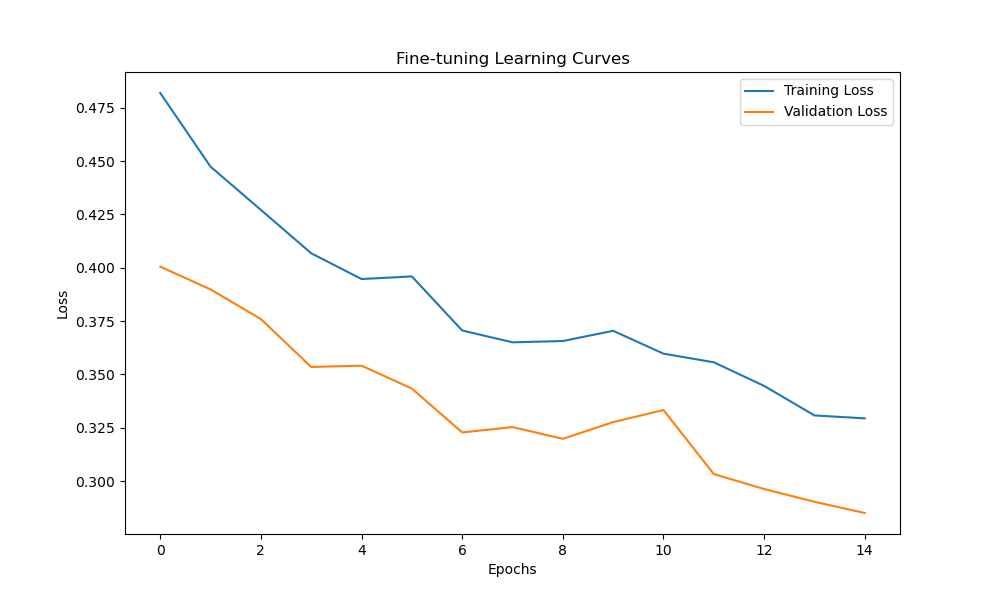 Fine-tuning Learning Curves
Training Loss
Validation Loss
0.475
0.450
0.425
0.400
0.375
0.350
0.325
0.300
Loss
0 2 4 6 8 10 12 14
Epochs